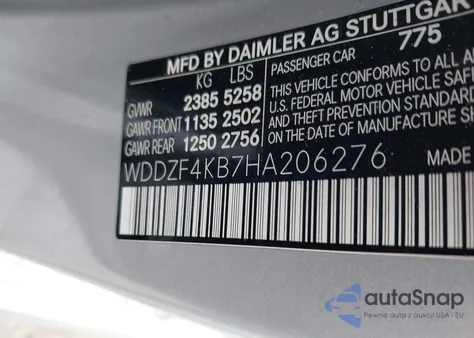 MFD BY DAIMLER AG STUTTGAR
KG LBS
PASSENGER CAR 775
GVWR 2385 5258
GAWR FRONT 1135 2502
GAWR REAR 1250 2756
THIS VEHICLE CONFORMS TO ALL A
U.S. FEDERAL MOTOR VEHICLE SAF
AND THEFT PREVENTION STANDARD
ON THE DATE OF MANUFACTURE SH
WDDZF4KB7HA206276
MADE
autoSnap
Pewne auta z aukcji USA i EU